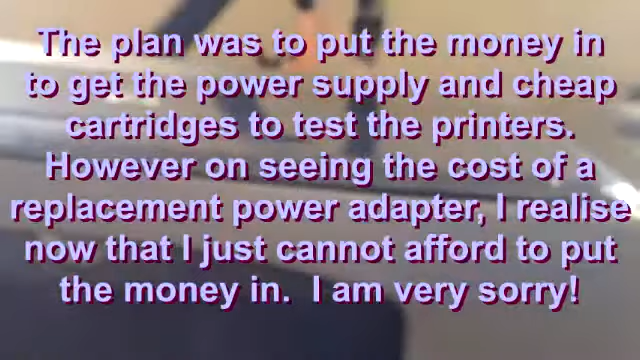 The plan was to put the money in
to get the power supply and cheap
cartridges to test the printers.
However on seeing the cost of a
replacement power adapter, I realise
now that I just cannot afford to put
the money in.  I am very sorry!